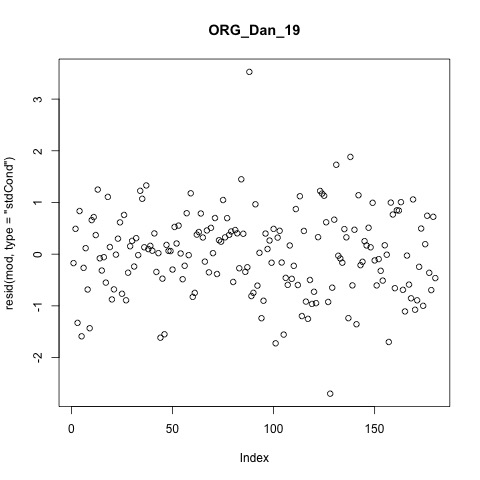 ORG_Dan_19
resid(mod, type = "stdCond")
3
2
1
0
-1
-2
0 50 100 150
Index